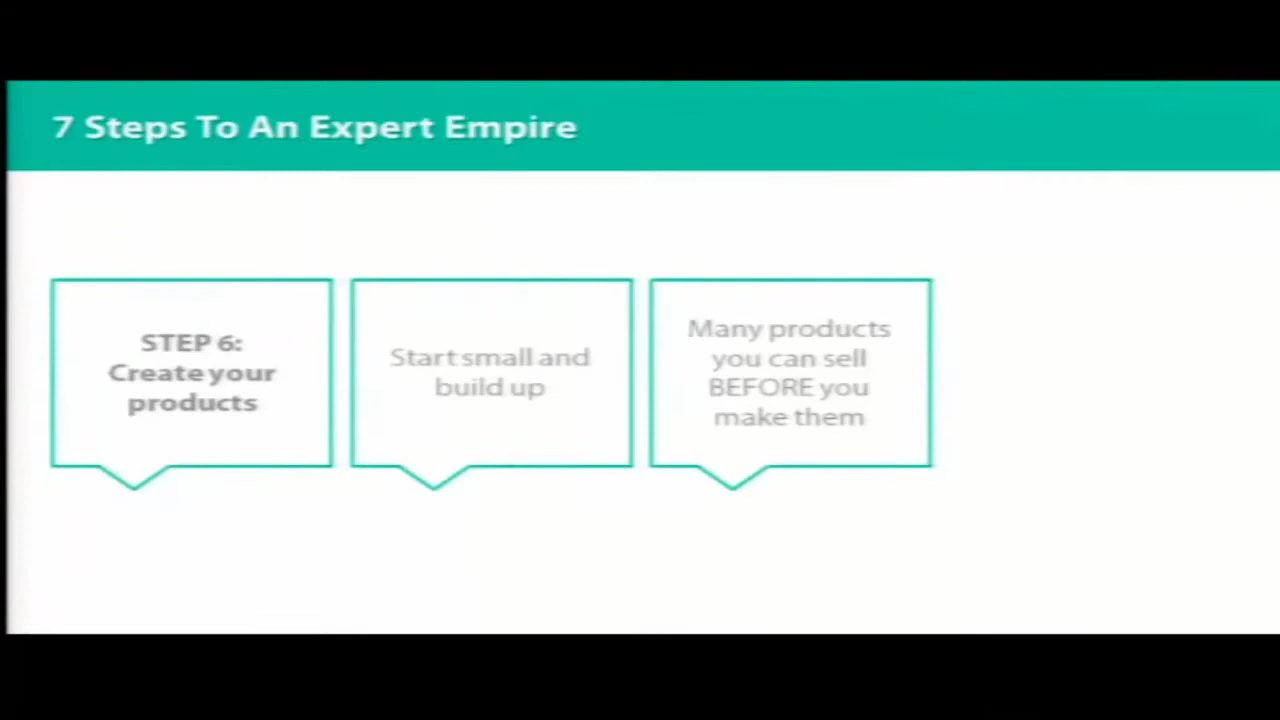 7 Steps To An Expert Empire
STEP 6:
Create your
products
Start small and
build up
Many products
you can sell
BEFORE you
make them